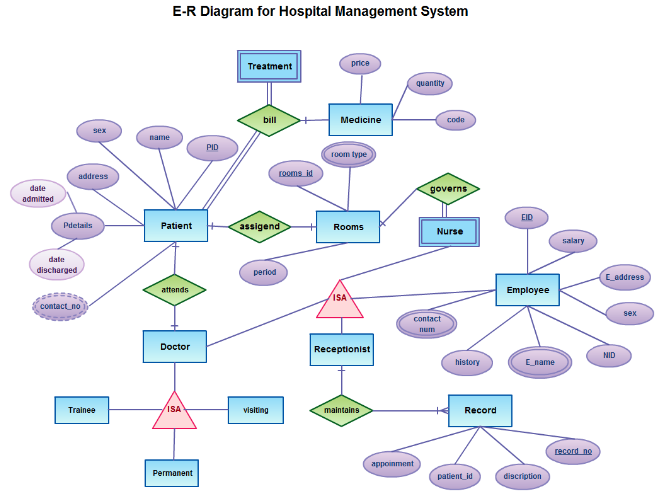 E-R Diagram for Hospital Management System
Treatment
price
quantity
bill
Medicine
code
sex
name
PID
room type
rooms_id
governs
address
date
admitted
Pdetails
Patient
assigend
Rooms
Nurse
EID
salary
date
discharged
period
E_address
contact_no
attends
ISA
Employee
contact
num
sex
Doctor
Receptionist
history
E_name
NID
Trainee
ISA
visiting
maintains
Record
Permanent
appoinment
patient_id
discription
record_no